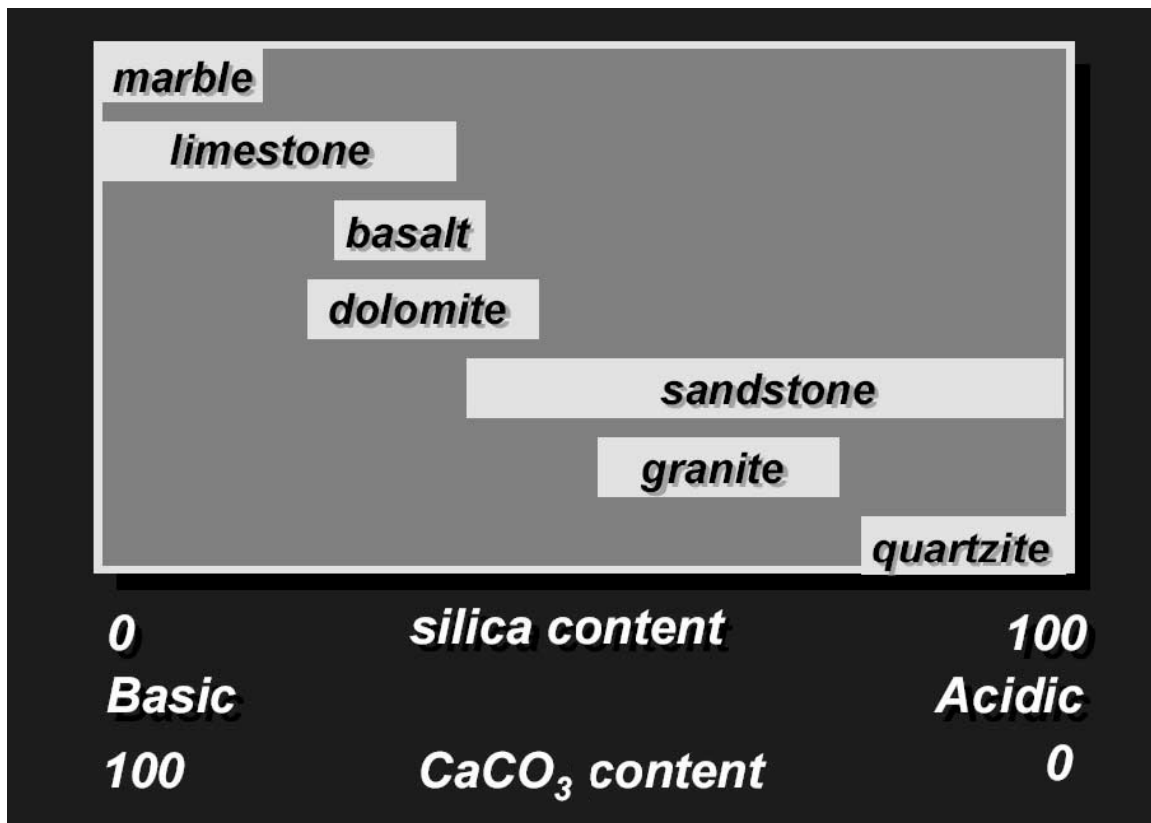 marble
limestone
basalt
dolomite
sandstone
granite
quartzite
0 silica content 100
Basic Acidic
100 CaCO₃ content 0